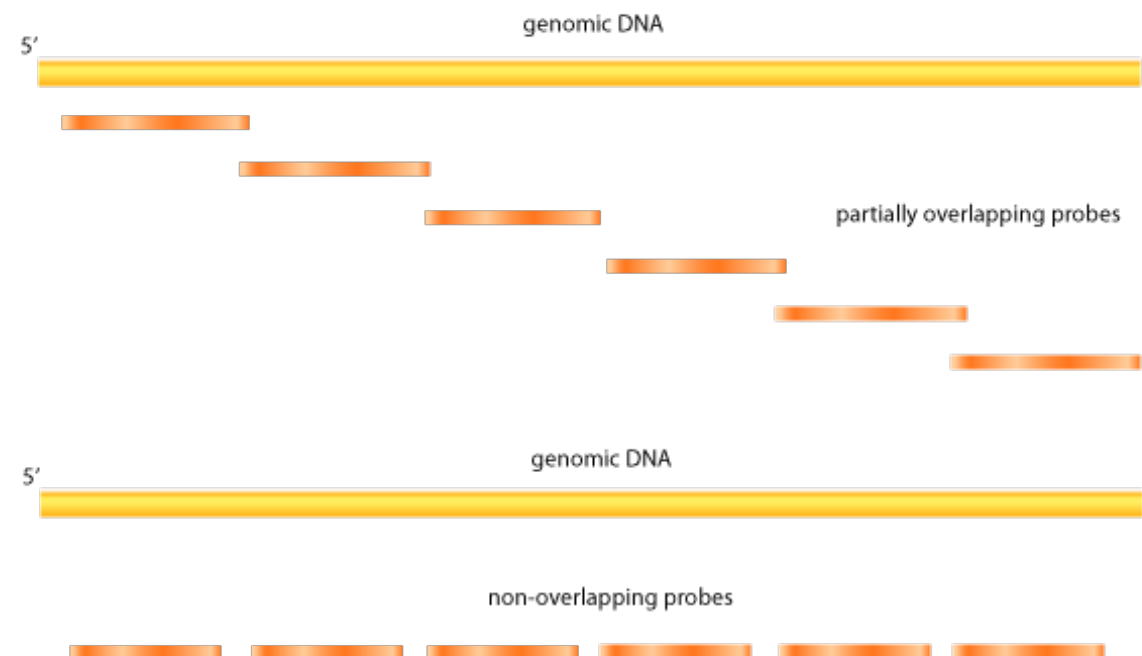 genomic DNA
5’
partially overlapping probes
genomic DNA
5’
non-overlapping probes